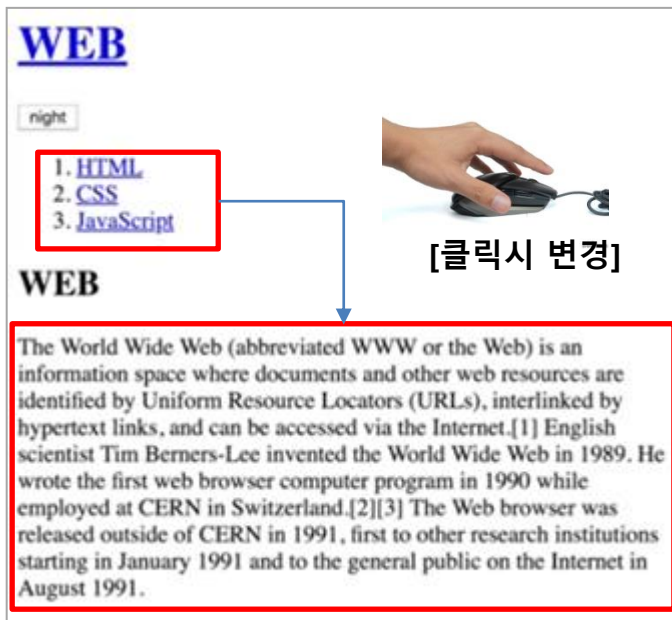 WEB
night
1. HTML
2. CSS
3. JavaScript
[클릭시 변경]
WEB
The World Wide Web (abbreviated WWW or the Web) is an
information space where documents and other web resources are
identified by Uniform Resource Locators (URLs), interlinked by
hypertext links, and can be accessed via the Internet.[1] English
scientist Tim Berners-Lee invented the World Wide Web in 1989. He
wrote the first web browser computer program in 1990 while
employed at CERN in Switzerland.[2][3] The Web browser was
released outside of CERN in 1991, first to other research institutions
starting in January 1991 and to the general public on the Internet in
August 1991.